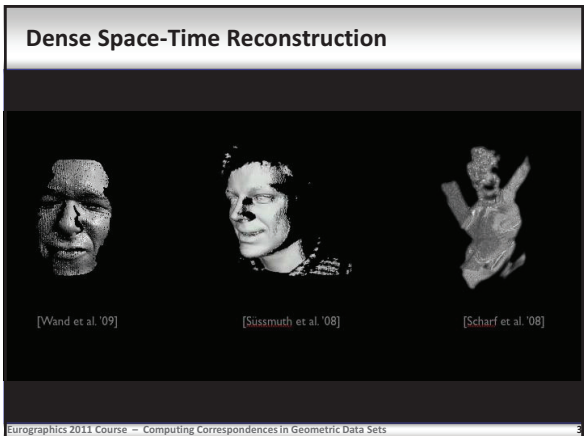 Dense Space-Time Reconstruction
[Wand et al. '09]
[Süssmuth et al. '08]
[Scharf et al. '08]
Eurographics 2011 Course – Computing Correspondences in Geometric Data Sets
3